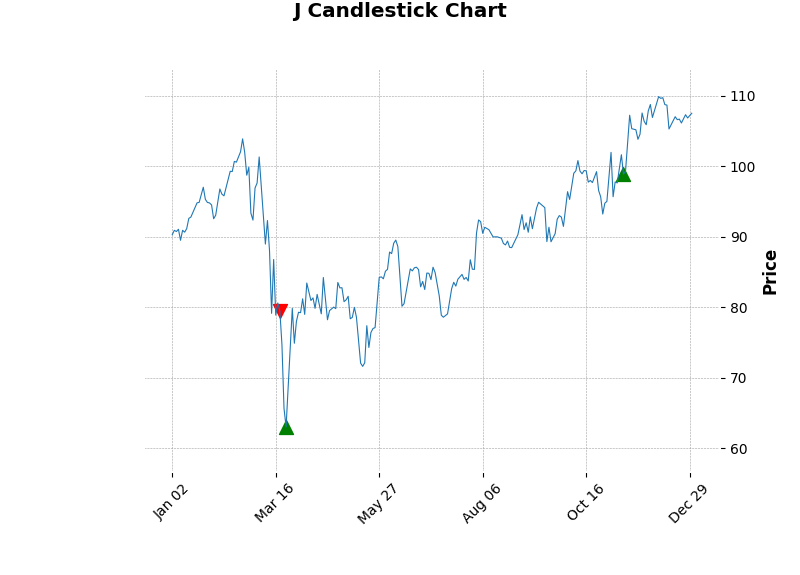 J Candlestick Chart
110
100
90
80
70
60
Price
Jan 02
Mar 16
May 27
Aug 06
Oct 16
Dec 29